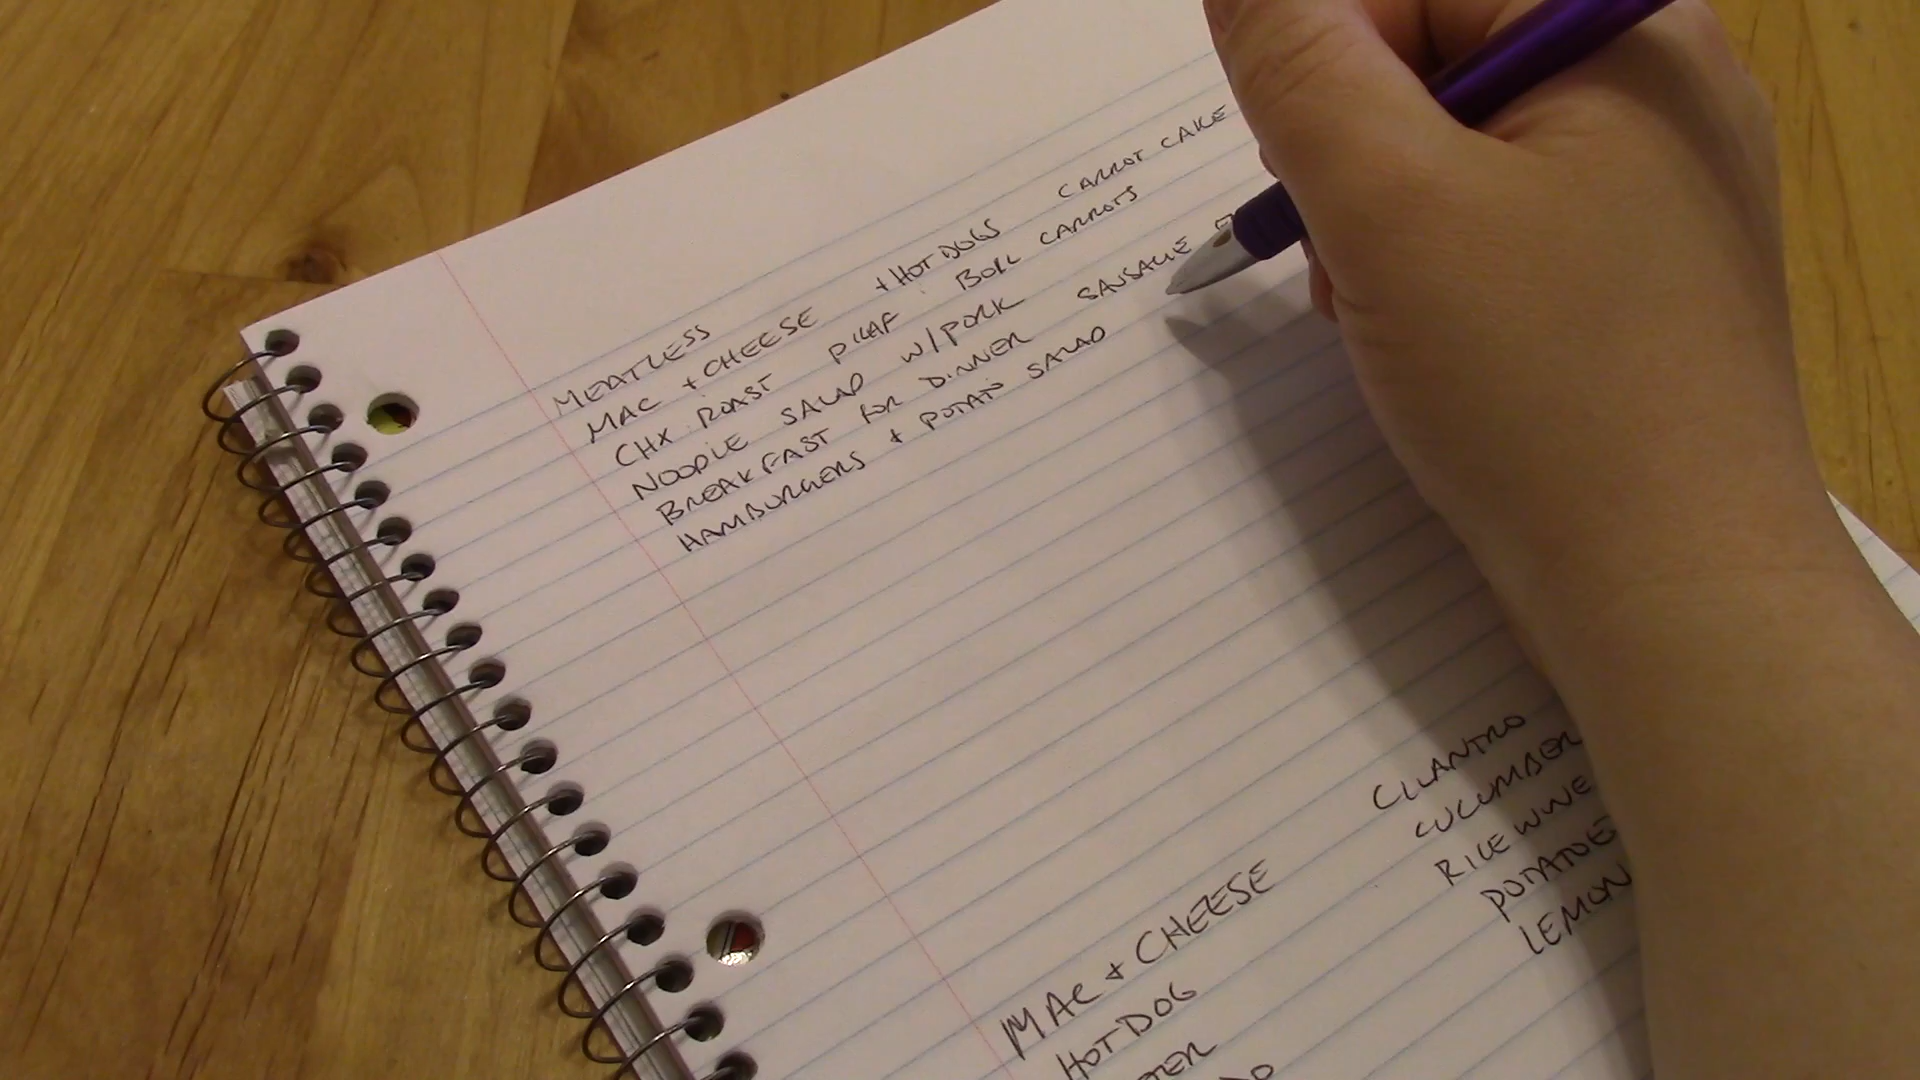 MEATLESS
MAC + CHEESE + HOT DOGS CARROT CAKE
CHX ROAST PILAF BOIL CARROTS
NOODLE SALAD W/PORK
BREAKFAST FOR DINNER SAUSAGE
HAMBURGERS + POTATO SALAD
CILANTRO
CUCUMBER
RICE WINE
POTATOE
LEMON
MAC + CHEESE
HOT DOG